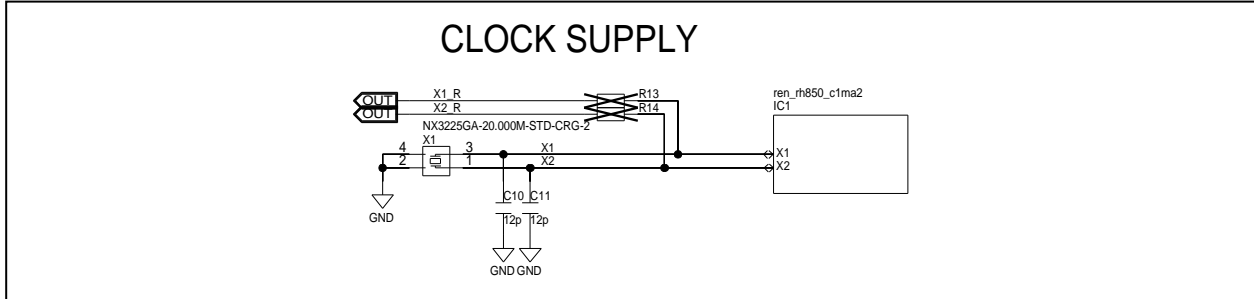 CLOCK SUPPLY
OUT X1_R R13
OUT X2_R R14
ren_rh850_c1ma2
IC1
NX3225GA-20.000M-STD-CRG-2
X1
4 3 X1 X1
2 1 X2 X2
GND
C10 C11
12p 12p
GND GND